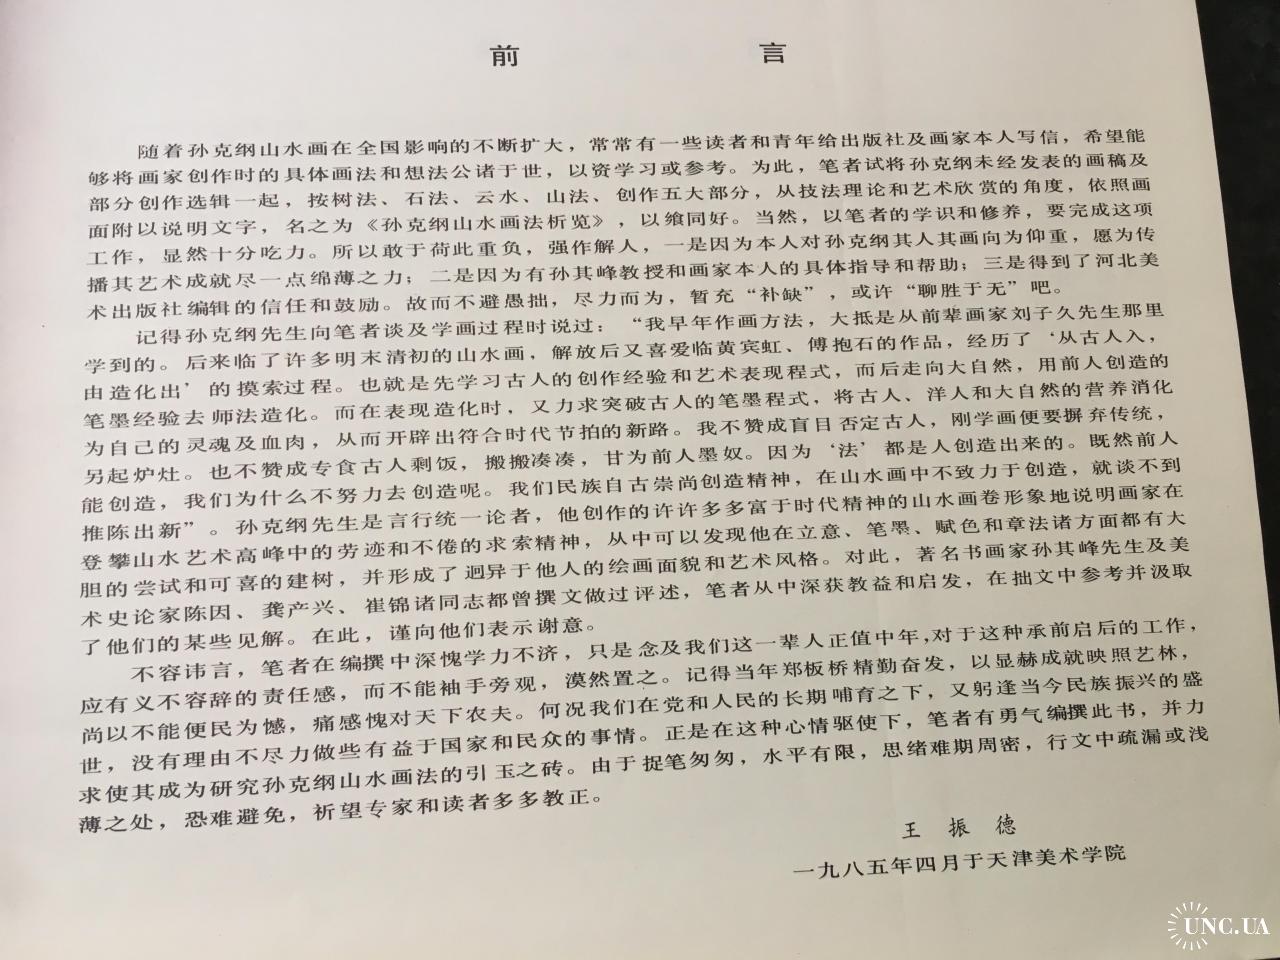 前 言
随着孙克纲山水画在全国影响的不断扩大，常常有一些读者和青年给出版社及画家本人写信，希望能
够将画家创作时的具体画法和想法公诸于世，以资学习或参考。为此，笔者试将孙克纲未经发表的画稿及
部分创作选辑一起，按树法、石法、云水、山法、创作五大部分，从技法理论和艺术欣赏的角度，依照画
面附以说明文字，名之为《孙克纲山水画法析览》，以飨同好。当然，以笔者的学识和修养，要完成这项
工作，显然十分吃力。所以敢于荷此重负，强作解人，一是因为本人对孙克纲其人其画向为仰重，愿为传
播其艺术成就尽一点绵薄之力；二是因为有孙其峰教授和画家本人的具体指导和帮助；三是得到了河北美
术出版社编辑的信任和鼓励。故而不避愚拙，尽力而为，暂充“补缺”，或许“聊胜于无”吧。
记得孙克纲先生向笔者谈及学画过程时说过：“我早年作画方法，大抵是从前辈画家刘子久先生那里
学到的。后来临了许多明末清初的山水画，解放后又喜爱临黄宾虹、傅抱石的作品，经历了‘从古人入，
由造化出’的摸索过程。也就是先学习古人的创作经验和艺术表现程式，而后走向大自然，用前人创造的
笔墨经验去师法造化。而在表现造化时，又力求突破古人的笔墨程式，将古人、洋人和大自然的营养消化
为自己的灵魂及血肉，从而开辟出符合时代节拍的新路。我不赞成盲目否定古人，刚学画便要摒弃传统，
另起炉灶。也不赞成专食古人剩饭，搬搬凑凑，甘为前人墨奴。因为‘法’都是人创造出来的。既然前人
能创造，我们为什么不努力去创造呢。我们民族自古崇尚创造精神，在山水画中不致力于创造，就谈不到
推陈出新”。孙克纲先生是言行统一论者，他创作的许许多多富于时代精神的山水画卷形象地说明画家在
登攀山水艺术高峰中的劳迹和不倦的求索精神，从中可以发现他在立意、笔墨、赋色和章法诸方面都有大
胆的尝试和可喜的建树，并形成了迥异于他人的绘画面貌和艺术风格。对此，著名书画家孙其峰先生及美
术史论家陈因、龚产兴、崔锦诸同志都曾撰文做过评述，笔者从中深获教益和启发，在拙文中参考并汲取
了他们的某些见解。在此，谨向他们表示谢意。
不容讳言，笔者在编撰中深愧学力不济，只是念及我们这一辈人正值中年，对于这种承前启后的工作，
应有义不容辞的责任感，而不能袖手旁观，漠然置之。记得当年郑板桥精勤奋发，以显赫成就映照艺林，
尚以不能便民为憾，痛感愧对天下农夫。何况我们在党和人民的长期哺育之下，又躬逢当今民族振兴的盛
世，没有理由不尽力做些有益于国家和民众的事情。正是在这种心情驱使下，笔者有勇气编撰此书，并力
求使其成为研究孙克纲山水画法的引玉之砖。由于捉笔匆匆，水平有限，思绪难期周密，行文中疏漏或浅
薄之处，恐难避免，祈望专家和读者多多教正。
王振德
一九八五年四月于天津美术学院
UNC.UA